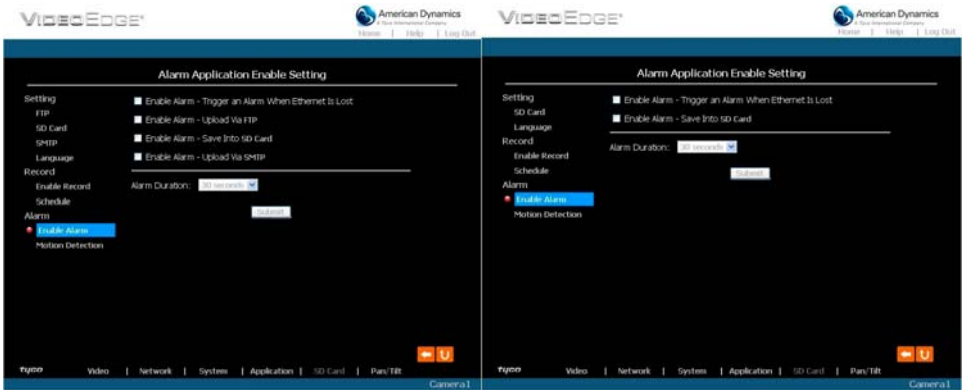 VIDEOEDGE®
American Dynamics
A Tyco International Company
Home | Help | Log Out
Alarm Application Enable Setting
Setting
FTP
SD Card
SMTP
Language
Record
Enable Record
Schedule
Alarm
Enable Alarm
Motion Detection
Enable Alarm - Trigger an Alarm When Ethernet Is Lost
Enable Alarm - Upload Via FTP
Enable Alarm - Save Into SD Card
Enable Alarm - Upload Via SMTP
Alarm Duration: 30 seconds
Submit
tyco Video | Network | System | Application | SD Card | Pan/Tilt
Camera1
VIDEOEDGE®
American Dynamics
A Tyco International Company
Home | Help | Log Out
Alarm Application Enable Setting
Setting
SD Card
Language
Record
Enable Record
Schedule
Alarm
Enable Alarm
Motion Detection
Enable Alarm - Trigger an Alarm When Ethernet Is Lost
Enable Alarm - Save Into SD Card
Alarm Duration: 30 seconds
Submit
tyco Video | Network | System | Application | SD Card | Pan/Tilt
Camera1